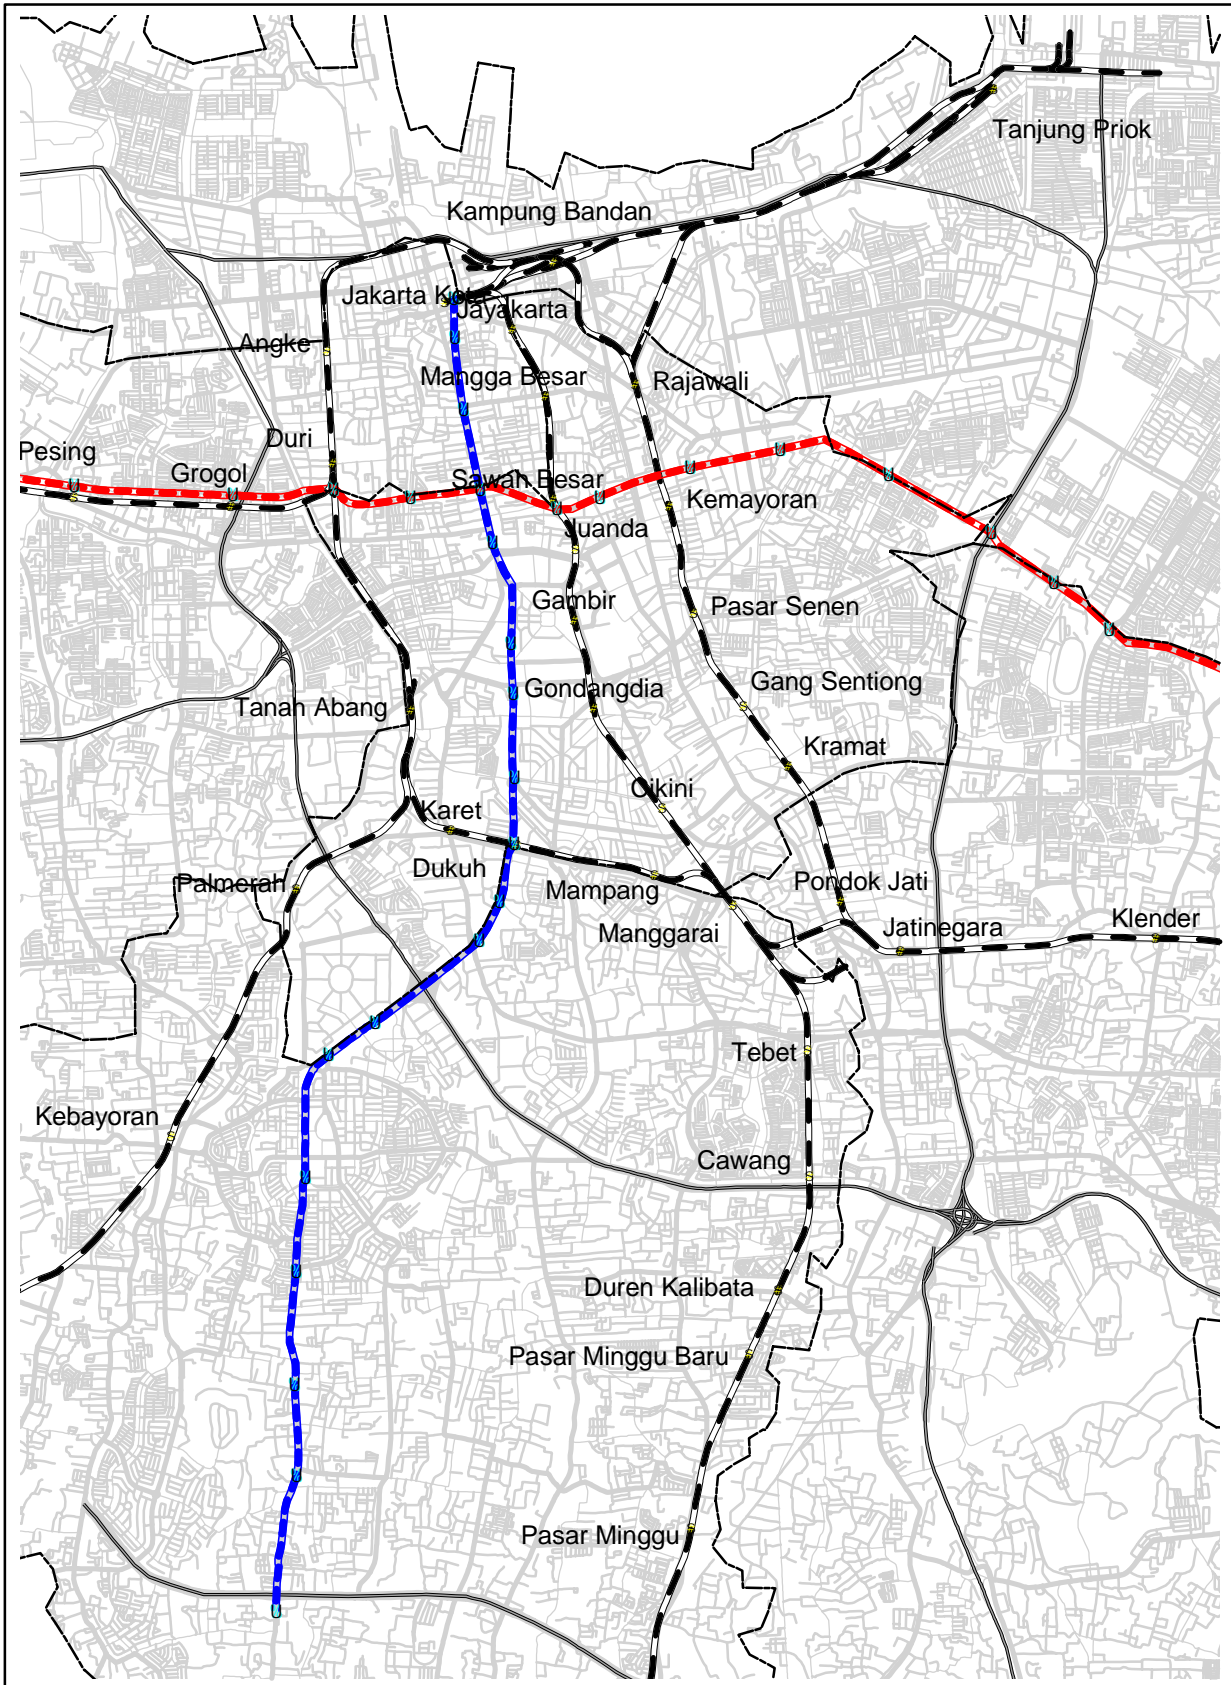 Tanjung Priok
Kampung Bandan
Jakarta Kota
Jayakarta
Angke
Mangga Besar
Rajawali
Duri
Pesing
Grogol
Sawah Besar
Kemayoran
Juanda
Gambir
Pasar Senen
Gondangdia
Gang Sentiong
Tanah Abang
Kramat
Cikini
Karet
Dukuh
Palmerah
Mampang
Pondok Jati
Manggarai
Jatinegara
Klender
Tebet
Kebayoran
Cawang
Duren Kalibata
Pasar Minggu Baru
Pasar Minggu